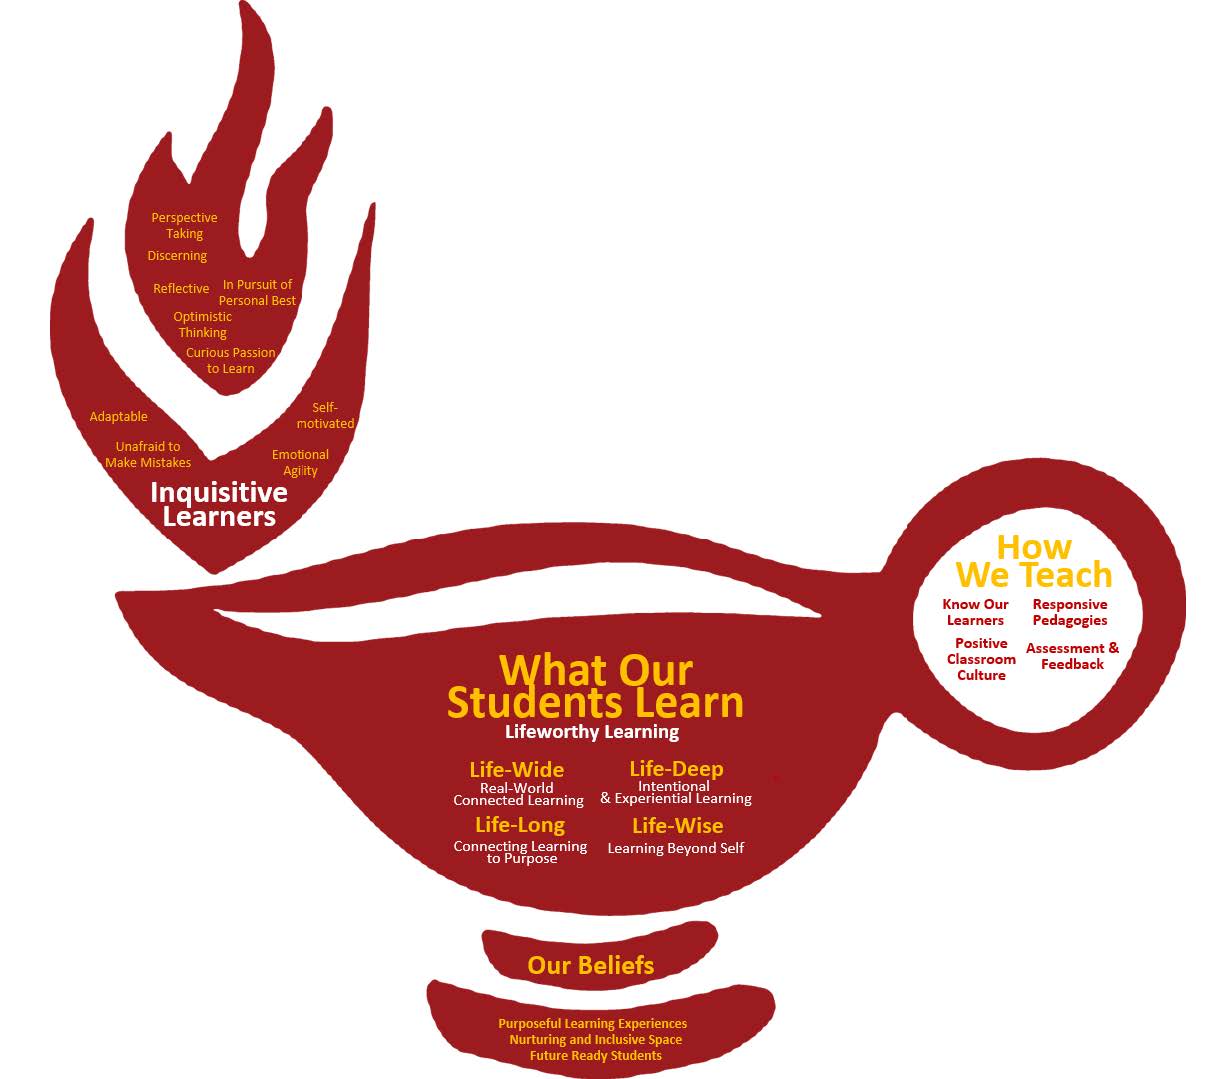 Perspective
Taking
Discerning
Reflective
In Pursuit of
Personal Best
Optimistic
Thinking
Curious Passion
to Learn
Adaptable
Unafraid to
Make Mistakes
Self-
motivated
Emotional
Agility
Inquisitive
Learners
How
We Teach
Know Our
Learners
Responsive
Pedagogies
Positive
Classroom
Culture
Assessment &
Feedback
What Our
Students Learn
Lifeworthy Learning
Life-Wide
Real-World
Connected Learning
Life-Deep
Intentional
& Experiential Learning
Life-Long
Connecting Learning
to Purpose
Life-Wise
Learning Beyond Self
Our Beliefs
Purposeful Learning Experiences
Nurturing and Inclusive Space
Future Ready Students